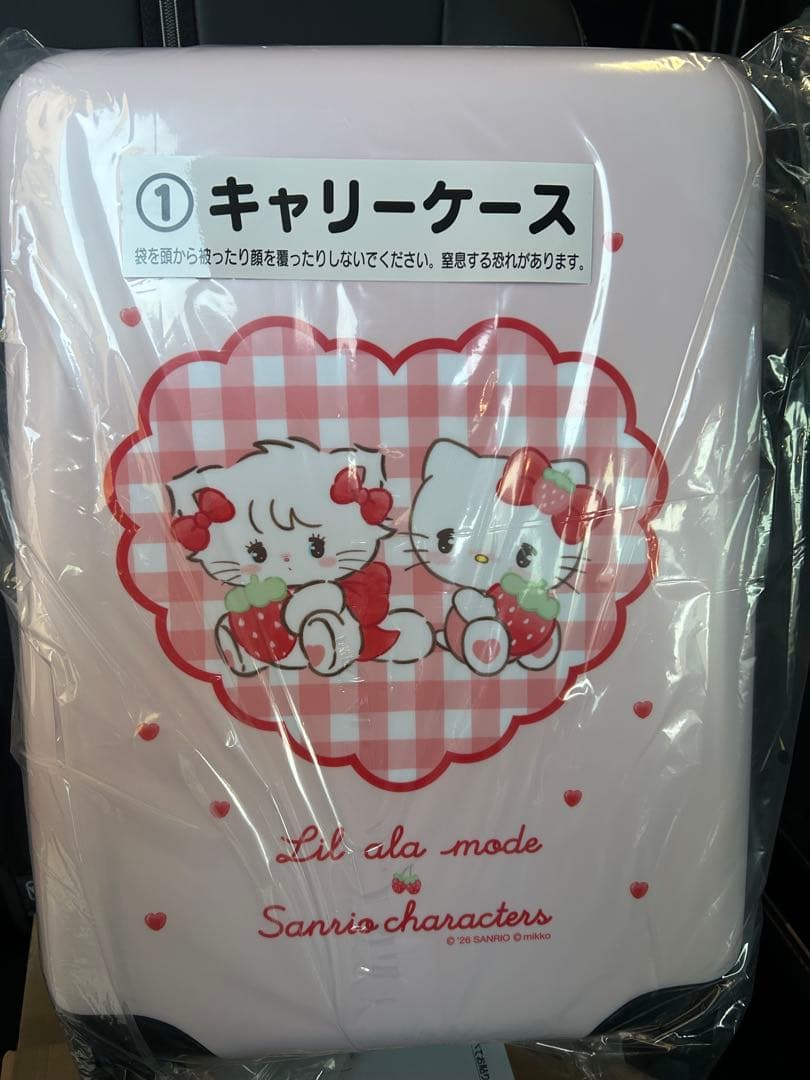 ① キャリーケース
袋を頭から被ったり顔を覆ったりしないでください。窒息する恐れがあります。
Lil ala mode
Sanrio characters
© '26 SANRIO © mikko